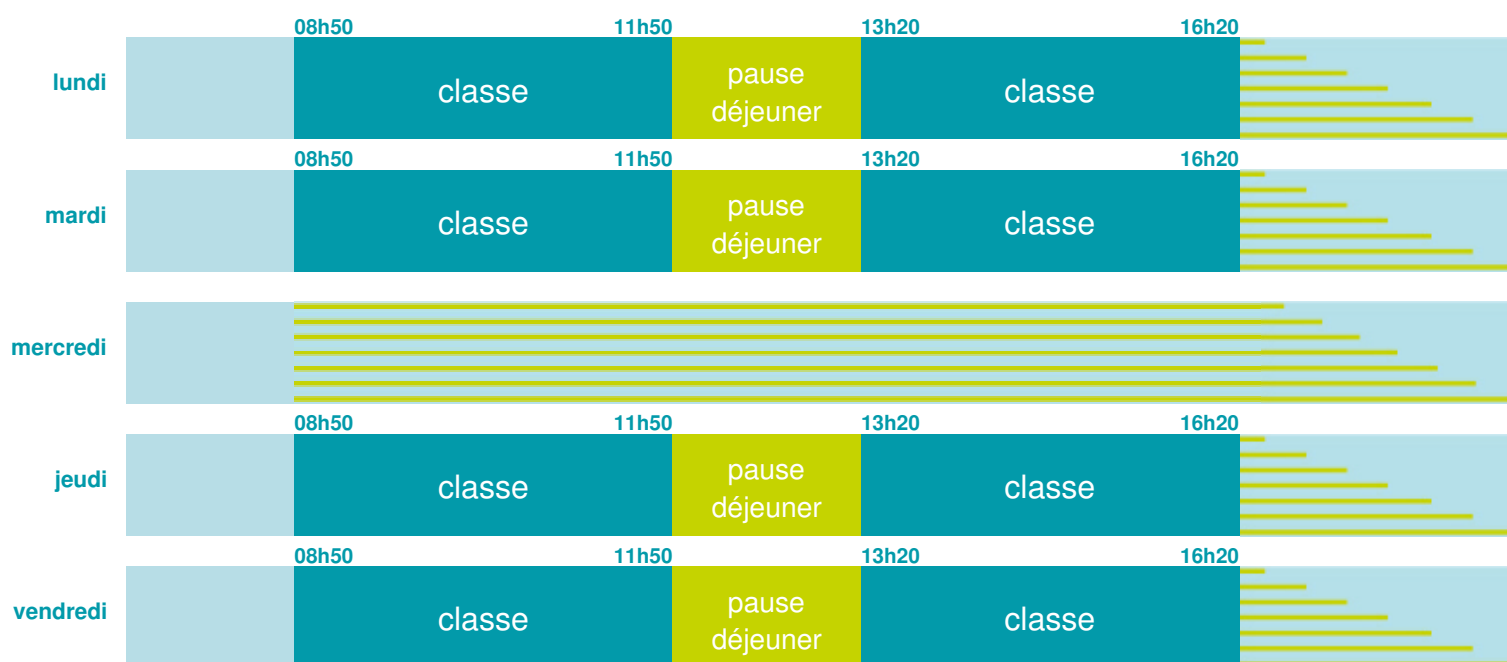 08h50 11h50 13h20 16h20
lundi classe pause déjeuner classe
08h50 11h50 13h20 16h20
mardi classe pause déjeuner classe
mercredi
08h50 11h50 13h20 16h20
jeudi classe pause déjeuner classe
08h50 11h50 13h20 16h20
vendredi classe pause déjeuner classe